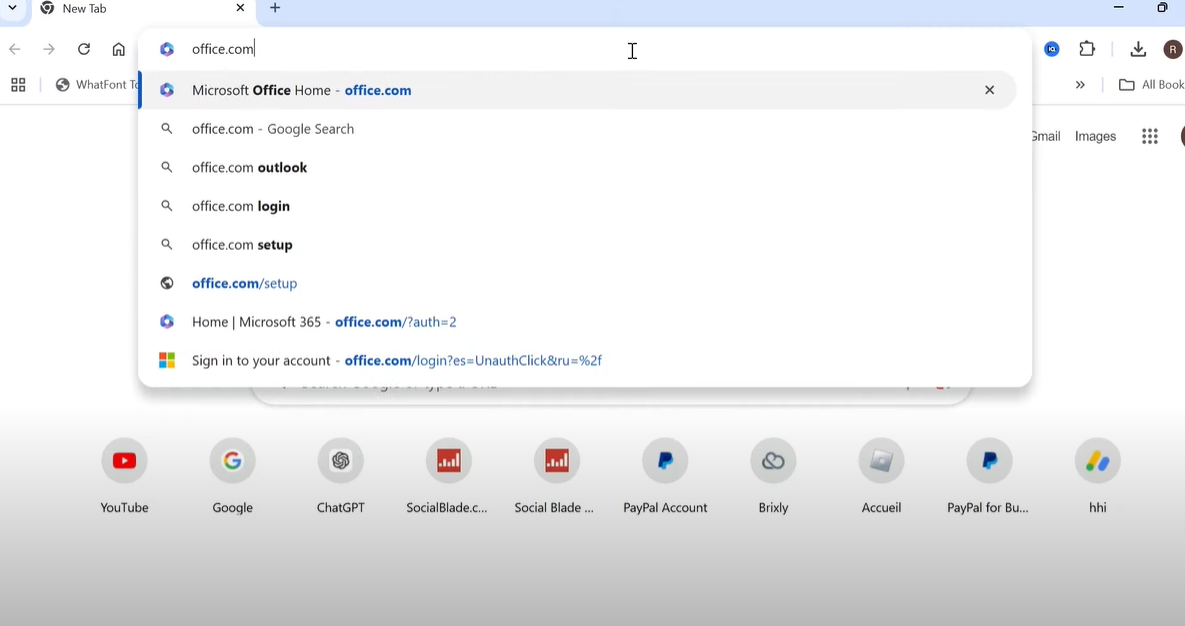 New Tab
office.com
R
WhatFont
All Book
Microsoft Office Home - office.com
office.com - Google Search
Gmail Images
office.com outlook
office.com login
office.com setup
office.com/setup
Home | Microsoft 365 - office.com/?auth=2
Sign in to your account - office.com/login?es=UnauthClick&ru=%2f
YouTube Google ChatGPT SocialBlade.c... Social Blade ... PayPal Account Brixly Accueil PayPal for Bu... hhi